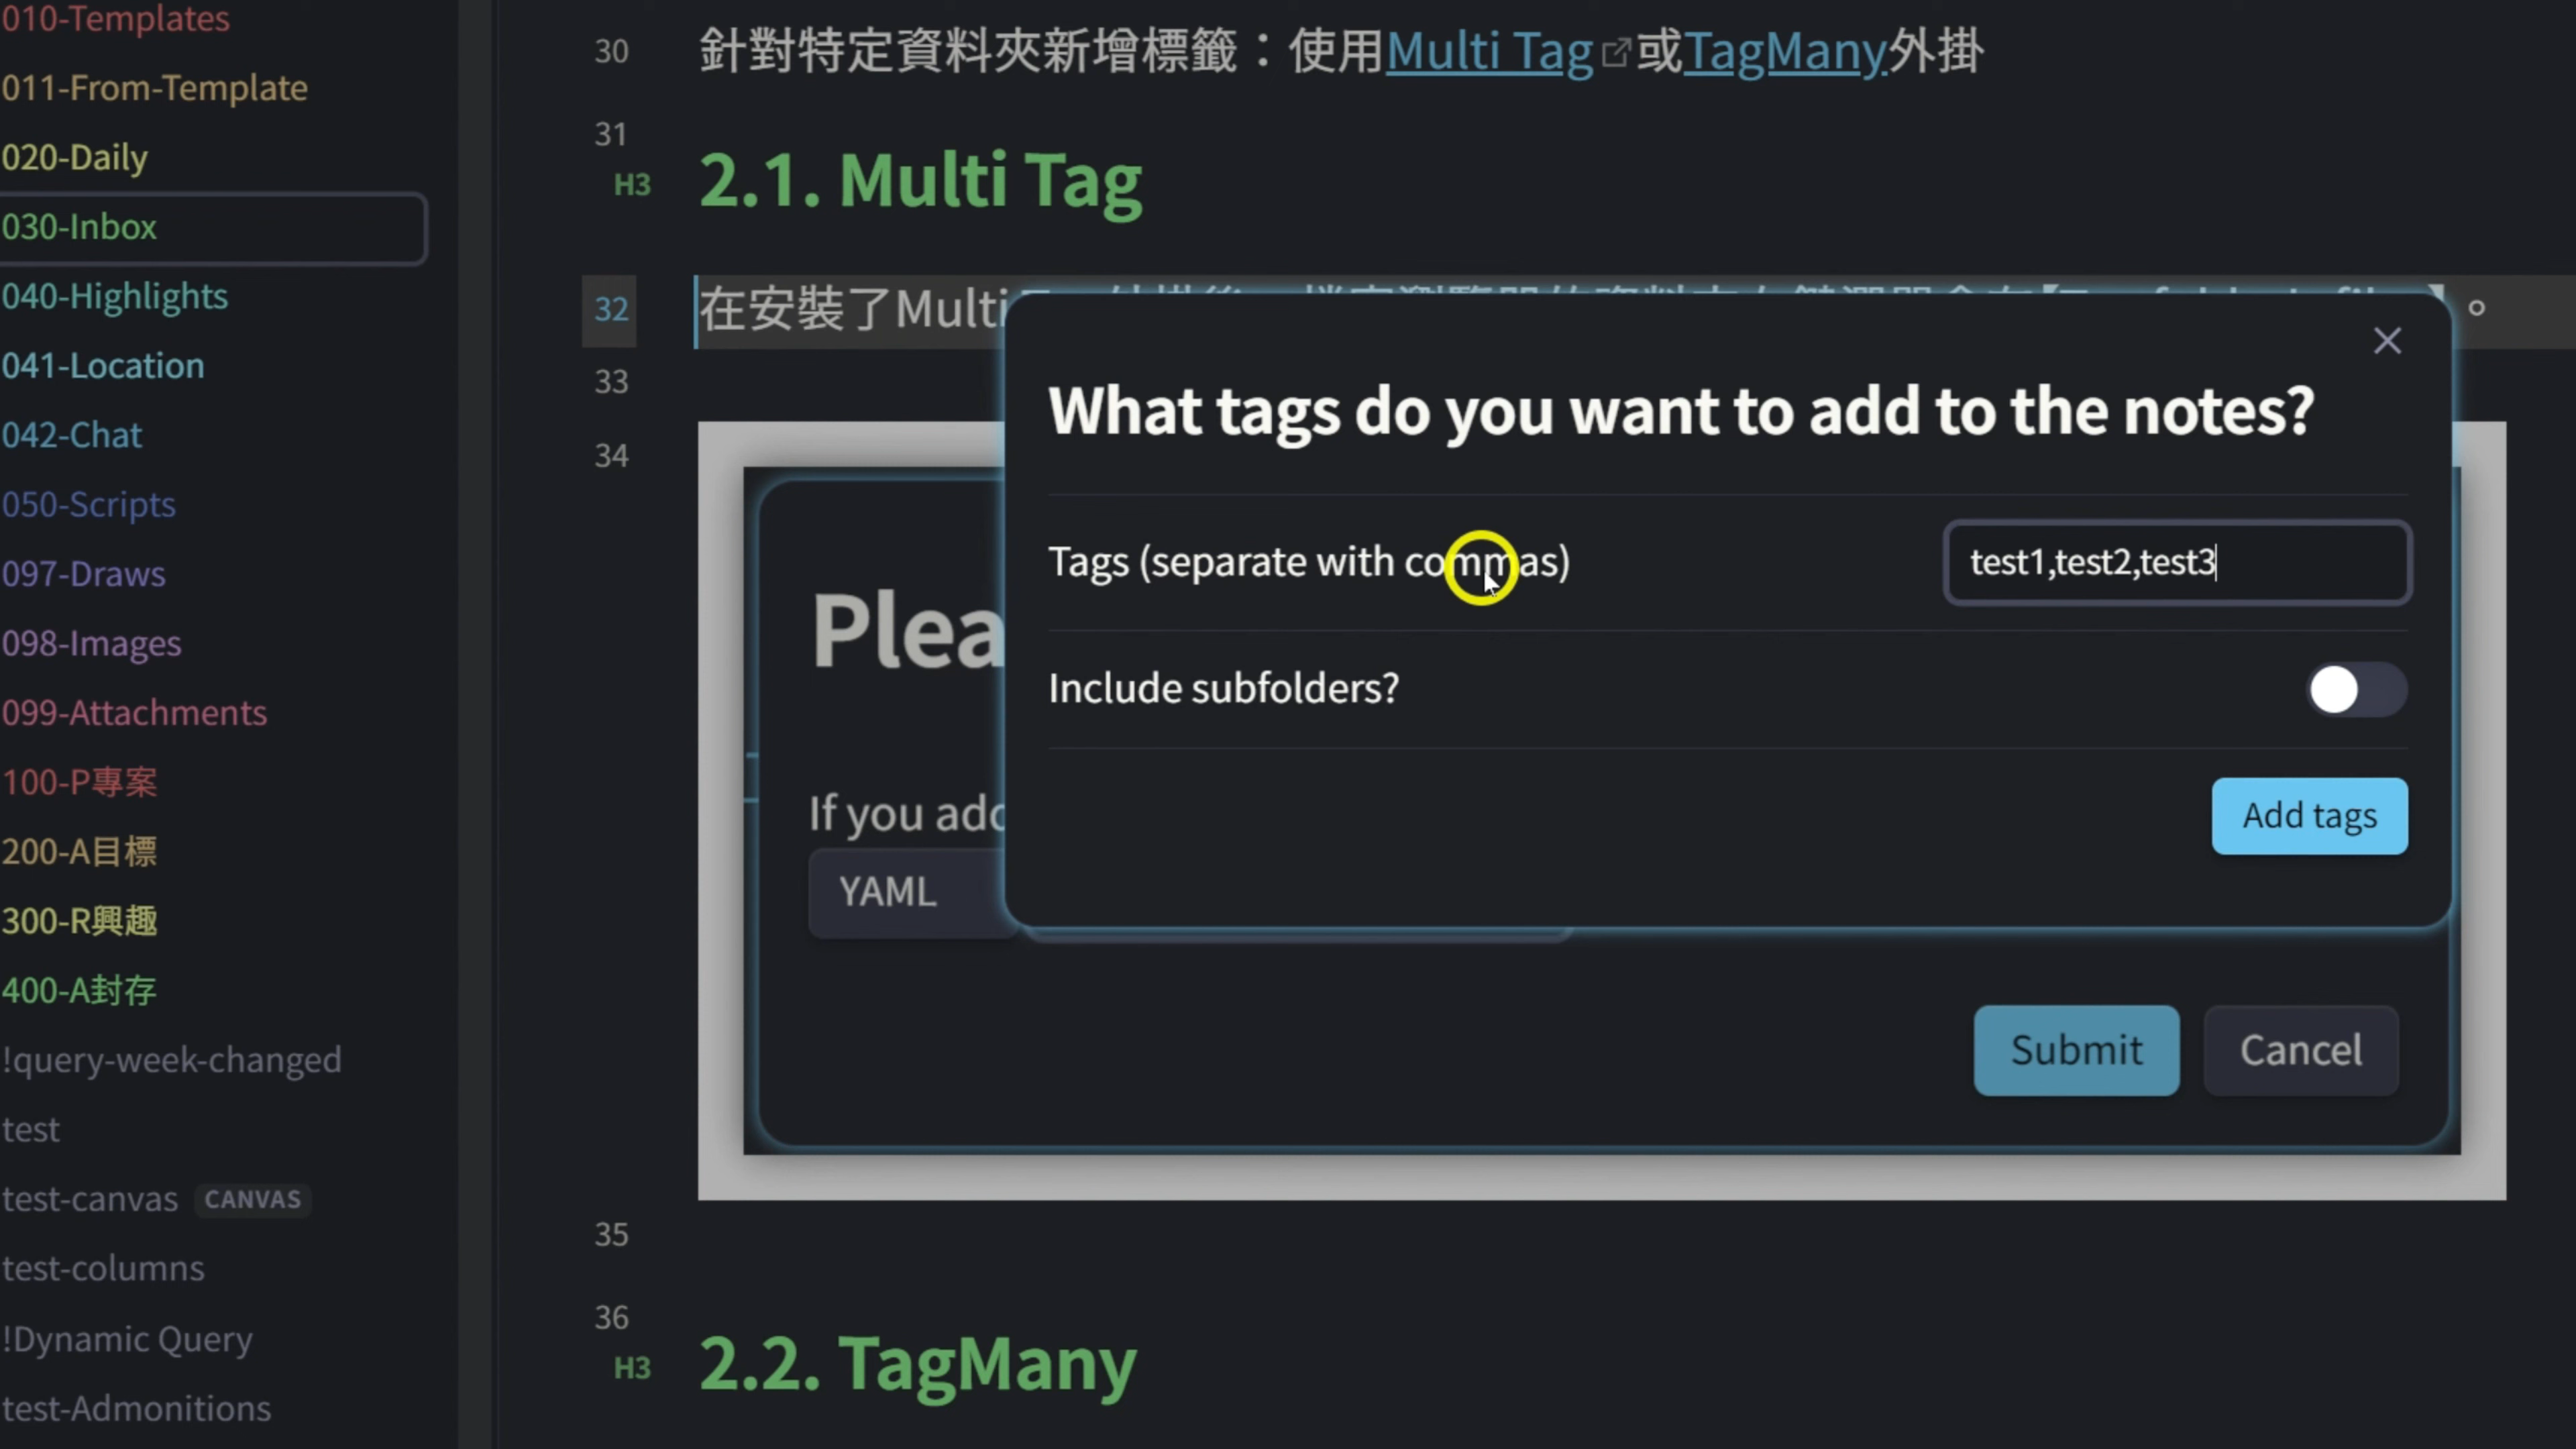 010-Templates
011-From-Template
020-Daily
030-Inbox
040-Highlights
041-Location
042-Chat
050-Scripts
097-Draws
098-Images
099-Attachments
100-P專案
200-A目標
300-R興趣
400-A封存
!query-week-changed
test
test-canvas CANVAS
test-columns
!Dynamic Query
test-Admonitions
30 針對特定資料夾新增標籤：使用Multi Tag或TagMany外掛
31
H3 2.1. Multi Tag
32 在安裝了Multi 。
33
34
What tags do you want to add to the notes?
Tags (separate with commas) test1,test2,test3
Include subfolders?
Add tags
Plea
If you add
YAML
Submit Cancel
35
36
H3 2.2. TagMany